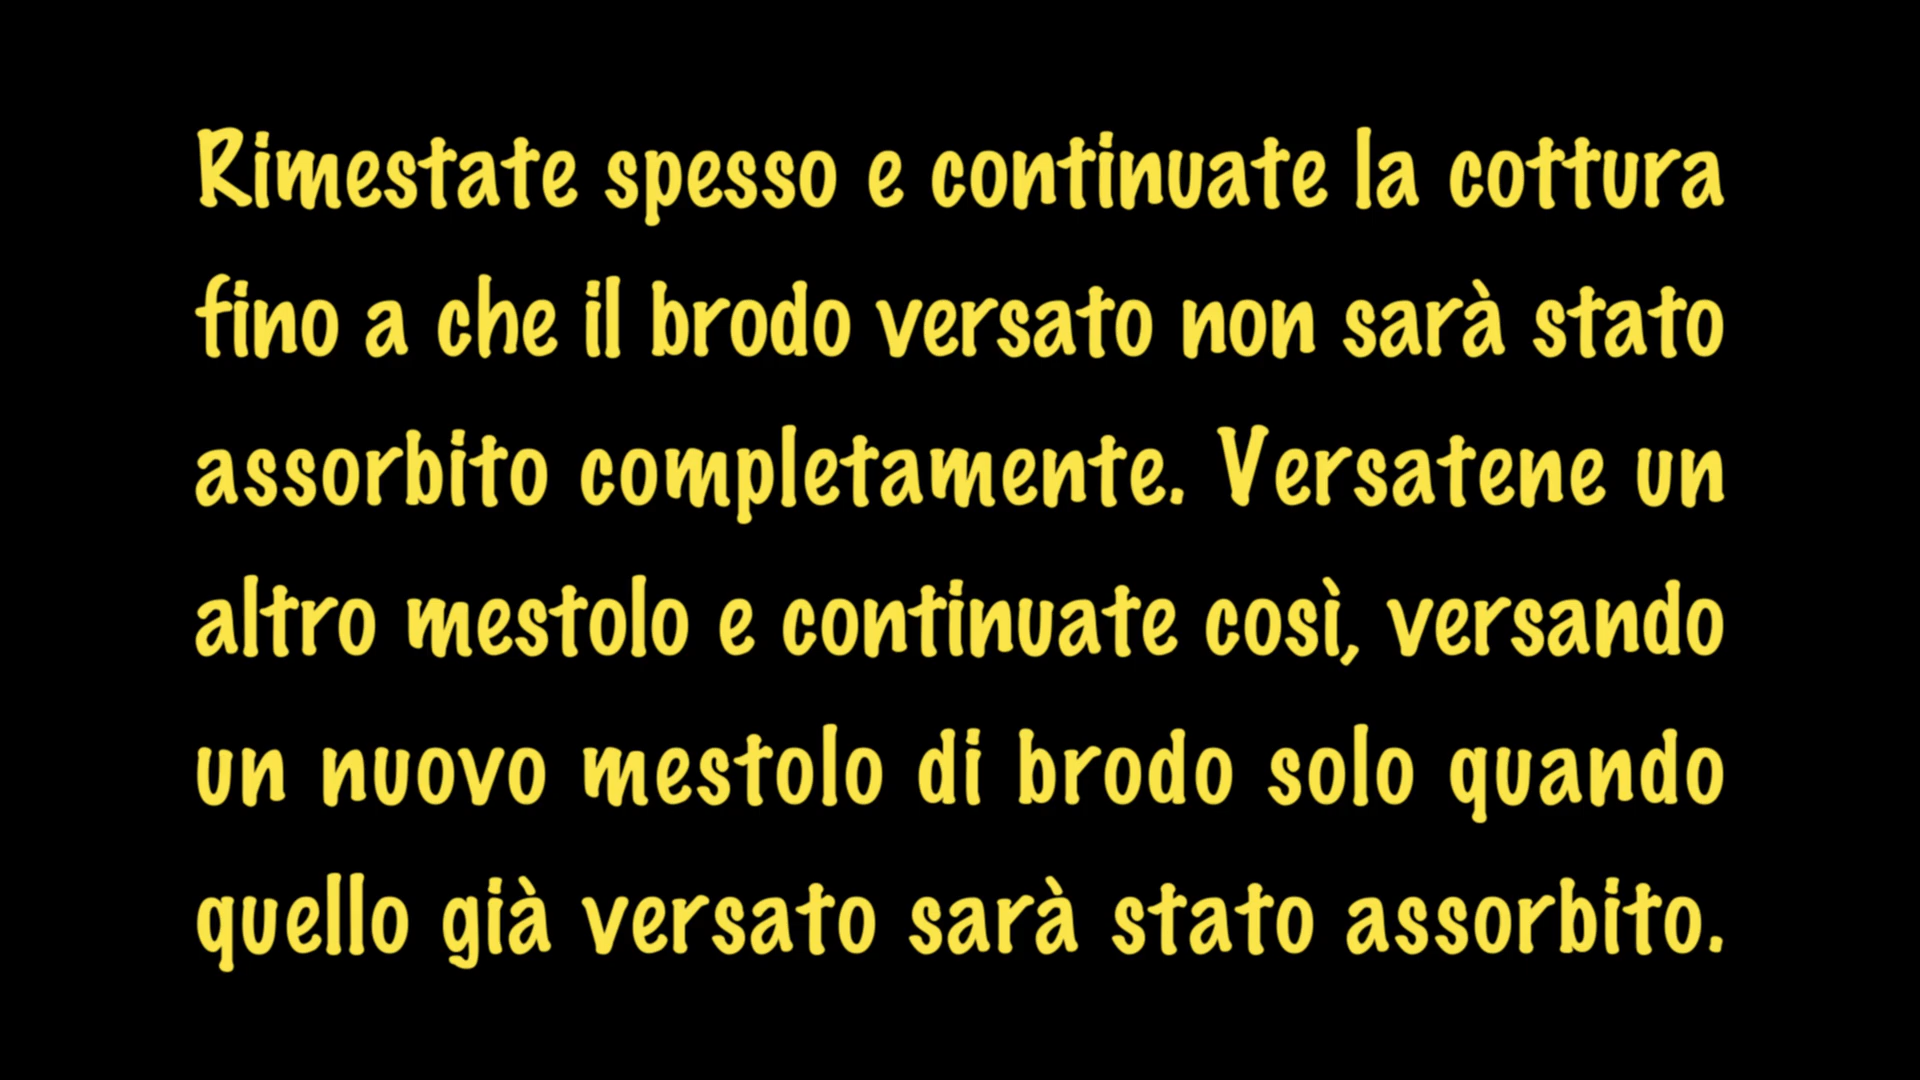 Rimestate spesso e continuate la cottura
fino a che il brodo versato non sarà stato
assorbito completamente. Versatene un
altro mestolo e continuate così, versando
un nuovo mestolo di brodo solo quando
quello già versato sarà stato assorbito.